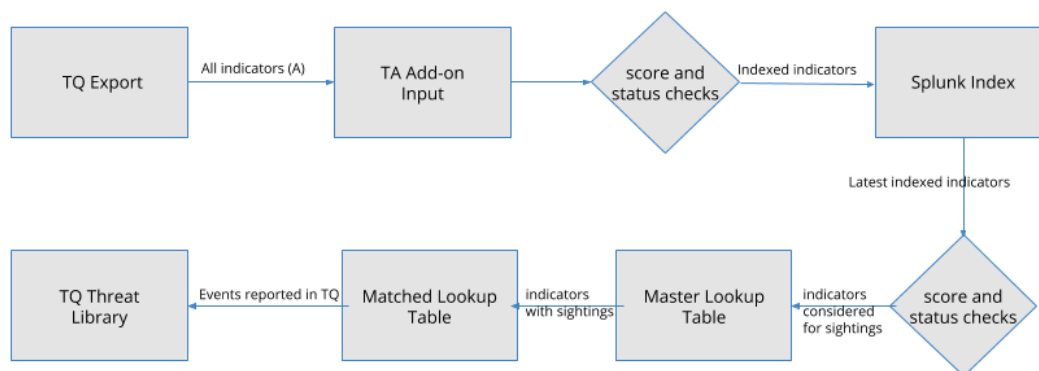 TQ Export
All indicators (A)
TA Add-on
Input
score and
status checks
Indexed indicators
Splunk Index
Latest indexed indicators
TQ Threat
Library
Events reported in TQ
Matched Lookup
Table
indicators
with sightings
Master Lookup
Table
indicators
considered
for sightings
score and
status checks